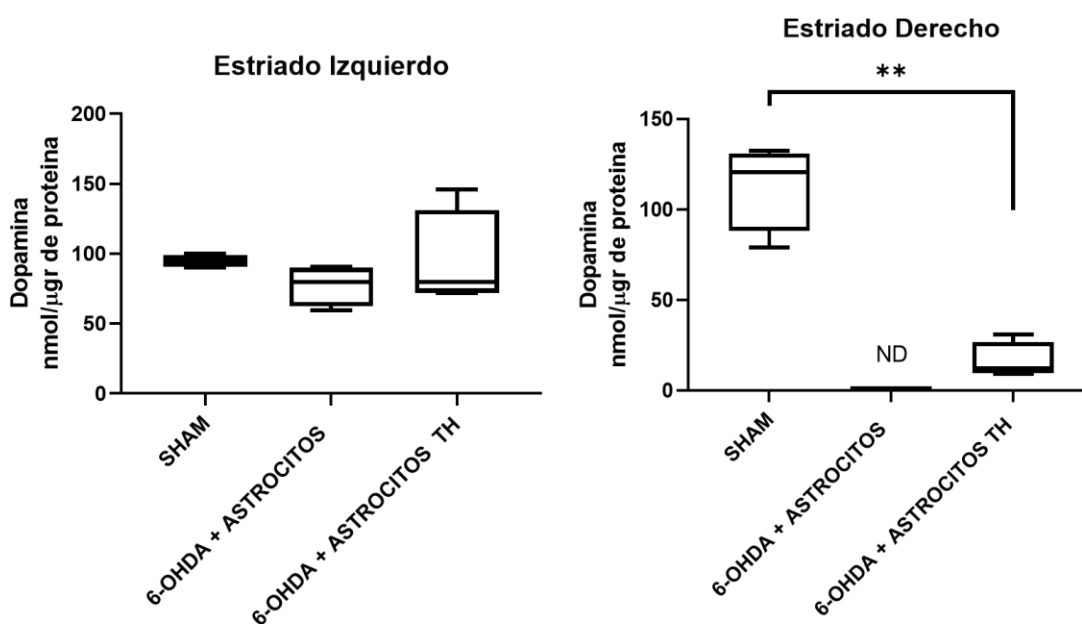 Estriado Izquierdo
Dopamina
nmol/µgr de proteina
200
150
100
50
0
SHAM
6-OHDA + ASTROCITOS
6-OHDA + ASTROCITOS TH
Estriado Derecho
**
Dopamina
nmol/µgr de proteina
150
100
50
0
ND
SHAM
6-OHDA + ASTROCITOS
6-OHDA + ASTROCITOS TH